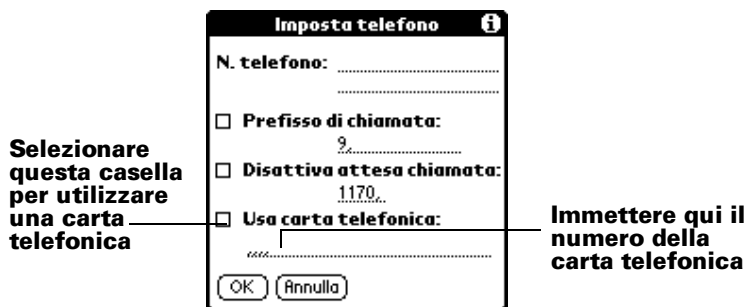 Imposta telefono
N. telefono:
Prefisso di chiamata:
9,
Disattiva attesa chiamata:
1170,
Usa carta telefonica:
,,,,
OK Annulla
Selezionare
questa casella
per utilizzare
una carta
telefonica
Immettere qui il
numero della
carta telefonica